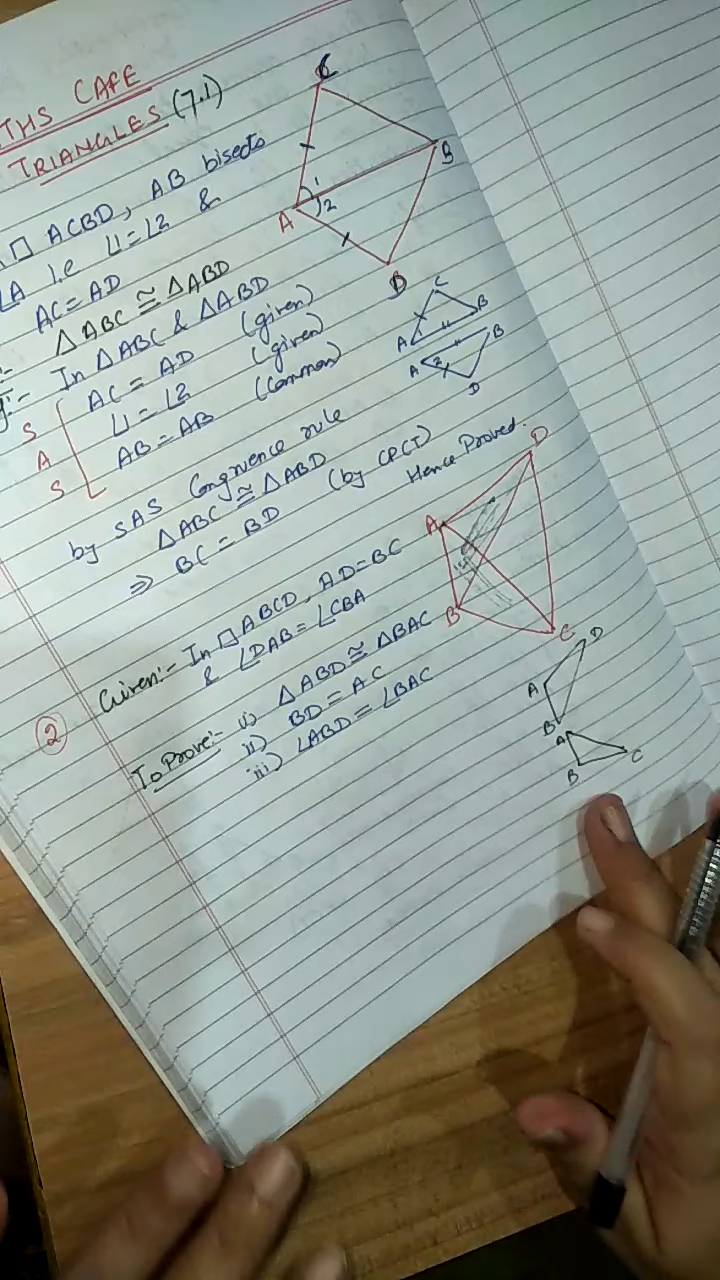 THS CAFE
TRIANGLES (7.1)
□ ACBD, AB bisects
∠A i.e ∠1=∠2 &
AC=AD
△ABC ≅ △ABD
In △ABC & △ABD
S AC = AD (given)
A ∠1 = ∠2 (given)
S AB = AB (Common)
by SAS Congruence rule
△ABC ≅ △ABD
⇒ BC = BD (by CPCT)
Hence Proved.
C
B
A
1
2
D
C
B
A
B
A
2
D
2 Given:- In □ABCD, AD=BC
& ∠DAB=∠CBA
To Prove:- i) △ABD≅△BAC
ii) BD = AC
iii) ∠ABD = ∠BAC
D
A
B
C
D
A
B
A
B
C